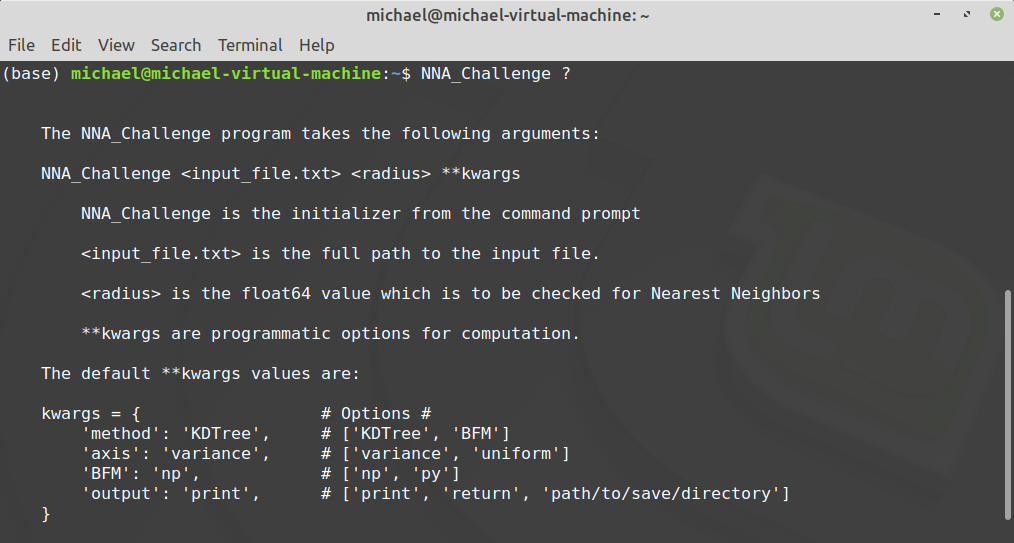 michael@michael-virtual-machine: ~
File Edit View Search Terminal Help
(base) michael@michael-virtual-machine:~$ NNA_Challenge ?
The NNA_Challenge program takes the following arguments:
NNA_Challenge <input_file.txt> <radius> **kwargs
NNA_Challenge is the initializer from the command prompt
<input_file.txt> is the full path to the input file.
<radius> is the float64 value which is to be checked for Nearest Neighbors
**kwargs are programmatic options for computation.
The default **kwargs values are:
kwargs = { # Options #
'method': 'KDTree', # ['KDTree', 'BFM']
'axis': 'variance', # ['variance', 'uniform']
'BFM': 'np', # ['np', 'py']
'output': 'print', # ['print', 'return', 'path/to/save/directory']
}